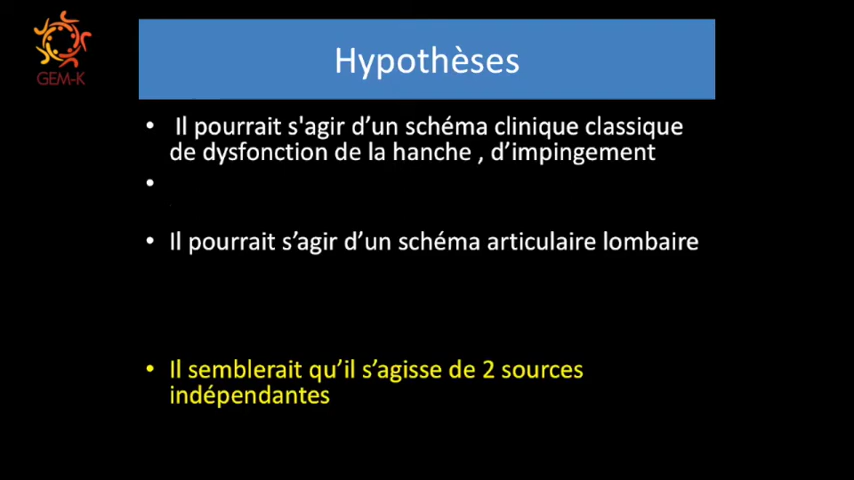 GEM-K
Hypothèses
• Il pourrait s'agir d’un schéma clinique classique
de dysfonction de la hanche , d’impingement
•
• Il pourrait s’agir d’un schéma articulaire lombaire
• Il semblerait qu’il s’agisse de 2 sources
indépendantes